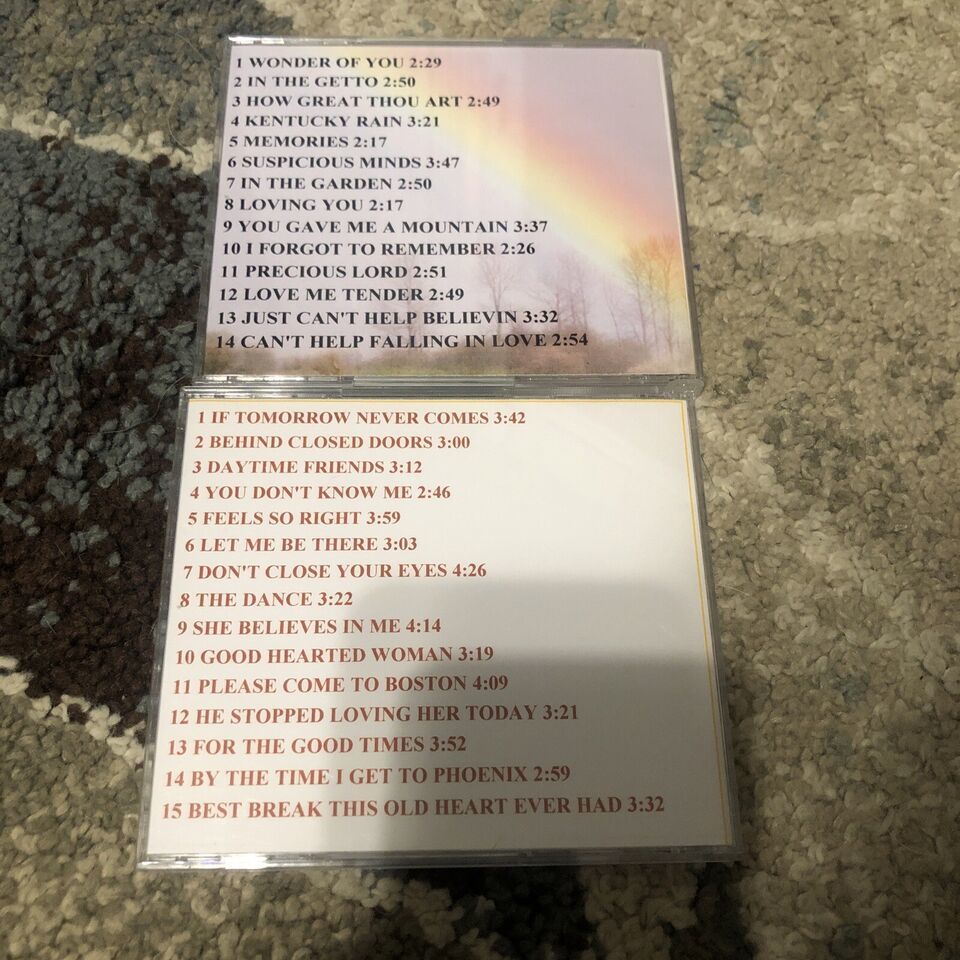 1 WONDER OF YOU 2:29
2 IN THE GETTO 2:50
3 HOW GREAT THOU ART 2:49
4 KENTUCKY RAIN 3:21
5 MEMORIES 2:17
6 SUSPICIOUS MINDS 3:47
7 IN THE GARDEN 2:50
8 LOVING YOU 2:17
9 YOU GAVE ME A MOUNTAIN 3:37
10 I FORGOT TO REMEMBER 2:26
11 PRECIOUS LORD 2:51
12 LOVE ME TENDER 2:49
13 JUST CAN'T HELP BELIEVIN 3:32
14 CAN'T HELP FALLING IN LOVE 2:54
1 IF TOMORROW NEVER COMES 3:42
2 BEHIND CLOSED DOORS 3:00
3 DAYTIME FRIENDS 3:12
4 YOU DON'T KNOW ME 2:46
5 FEELS SO RIGHT 3:59
6 LET ME BE THERE 3:03
7 DON'T CLOSE YOUR EYES 4:26
8 THE DANCE 3:22
9 SHE BELIEVES IN ME 4:14
10 GOOD HEARTED WOMAN 3:19
11 PLEASE COME TO BOSTON 4:09
12 HE STOPPED LOVING HER TODAY 3:21
13 FOR THE GOOD TIMES 3:52
14 BY THE TIME I GET TO PHOENIX 2:59
15 BEST BREAK THIS OLD HEART EVER HAD 3:32